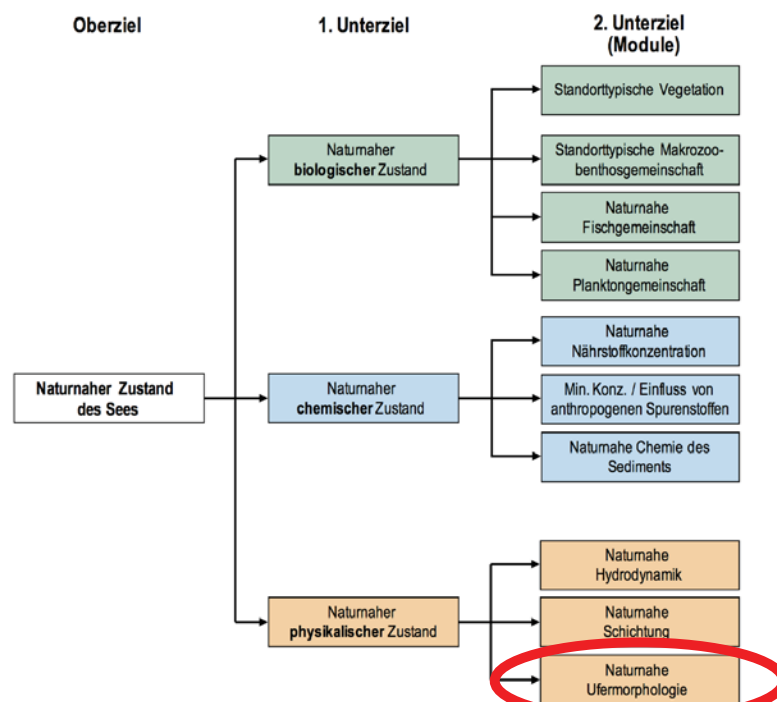 Oberziel
1. Unterziel
2. Unterziel
(Module)
Standorttypische Vegetation
Naturnaher
biologischer Zustand
Standorttypische Makrozoo-
benthosgemeinschaft
Naturnahe
Fischgemeinschaft
Naturnahe
Planktongemeinschaft
Naturnaher Zustand
des Sees
Naturnaher
chemischer Zustand
Naturnahe
Nährstoffkonzentration
Min. Konz. / Einfluss von
anthropogenen Spurenstoffen
Naturnahe Chemie des
Sediments
Naturnaher
physikalischer Zustand
Naturnahe
Hydrodynamik
Naturnahe
Schichtung
Naturnahe
Ufermorphologie